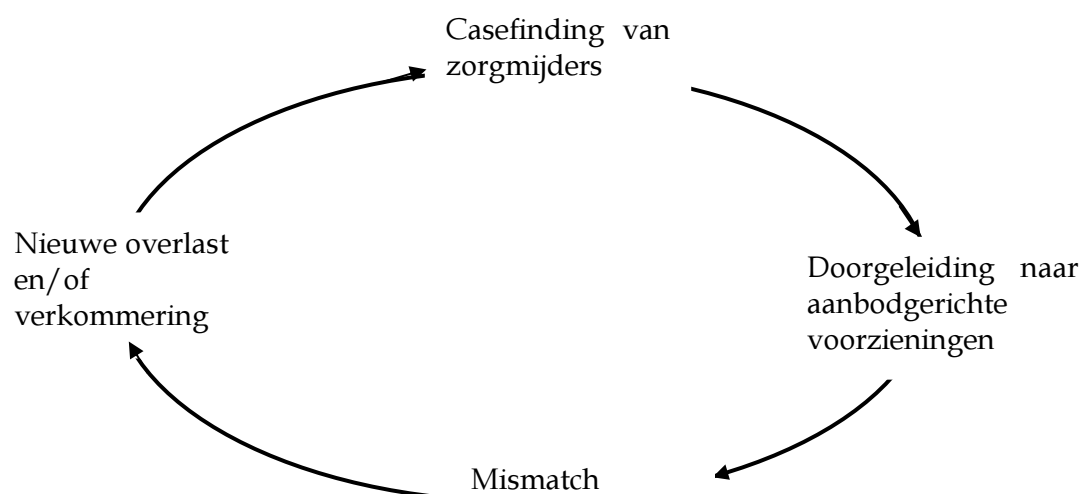 Casefinding van
zorgmijders
Nieuwe overlast
en/of
verkommering
Doorgeleiding naar
aanbodgerichte
voorzieningen
Mismatch